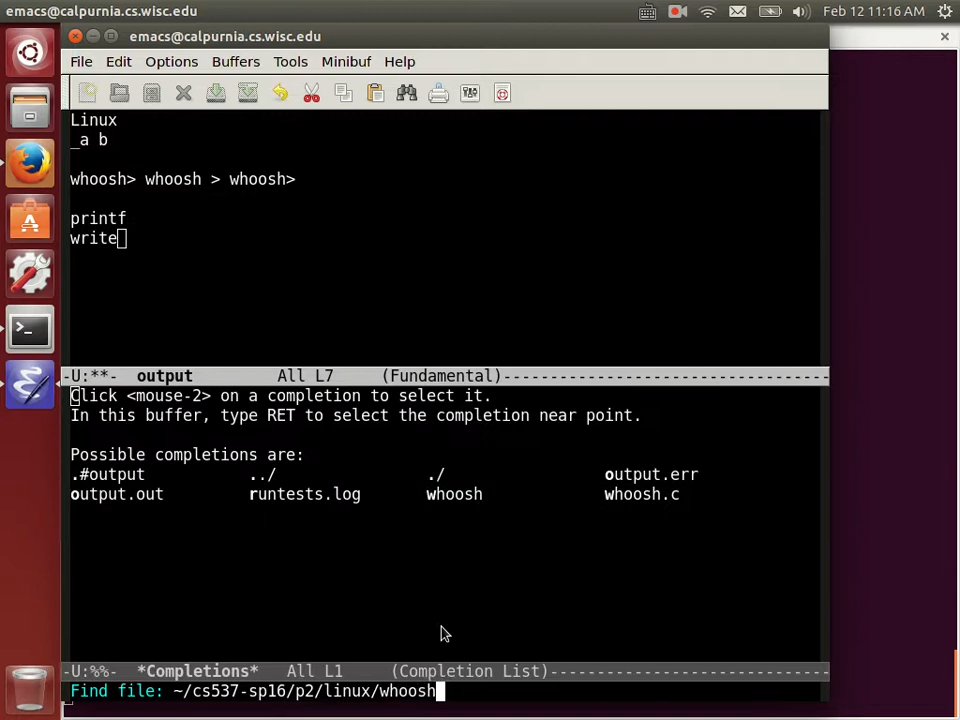 emacs@calpurnia.cs.wisc.edu Feb 12 11:16 AM
emacs@calpurnia.cs.wisc.edu
File Edit Options Buffers Tools Minibuf Help
Linux
_a b
whoosh> whoosh > whoosh>
printf
write
-U:**- output All L7 (Fundamental)---------------------------------
Click <mouse-2> on a completion to select it.
In this buffer, type RET to select the completion near point.
Possible completions are:
.#output ../ ./ output.err
output.out runtests.log whoosh whoosh.c
-U:%%- *Completions* All L1 (Completion List)------------------------------
Find file: ~/cs537-sp16/p2/linux/whoosh